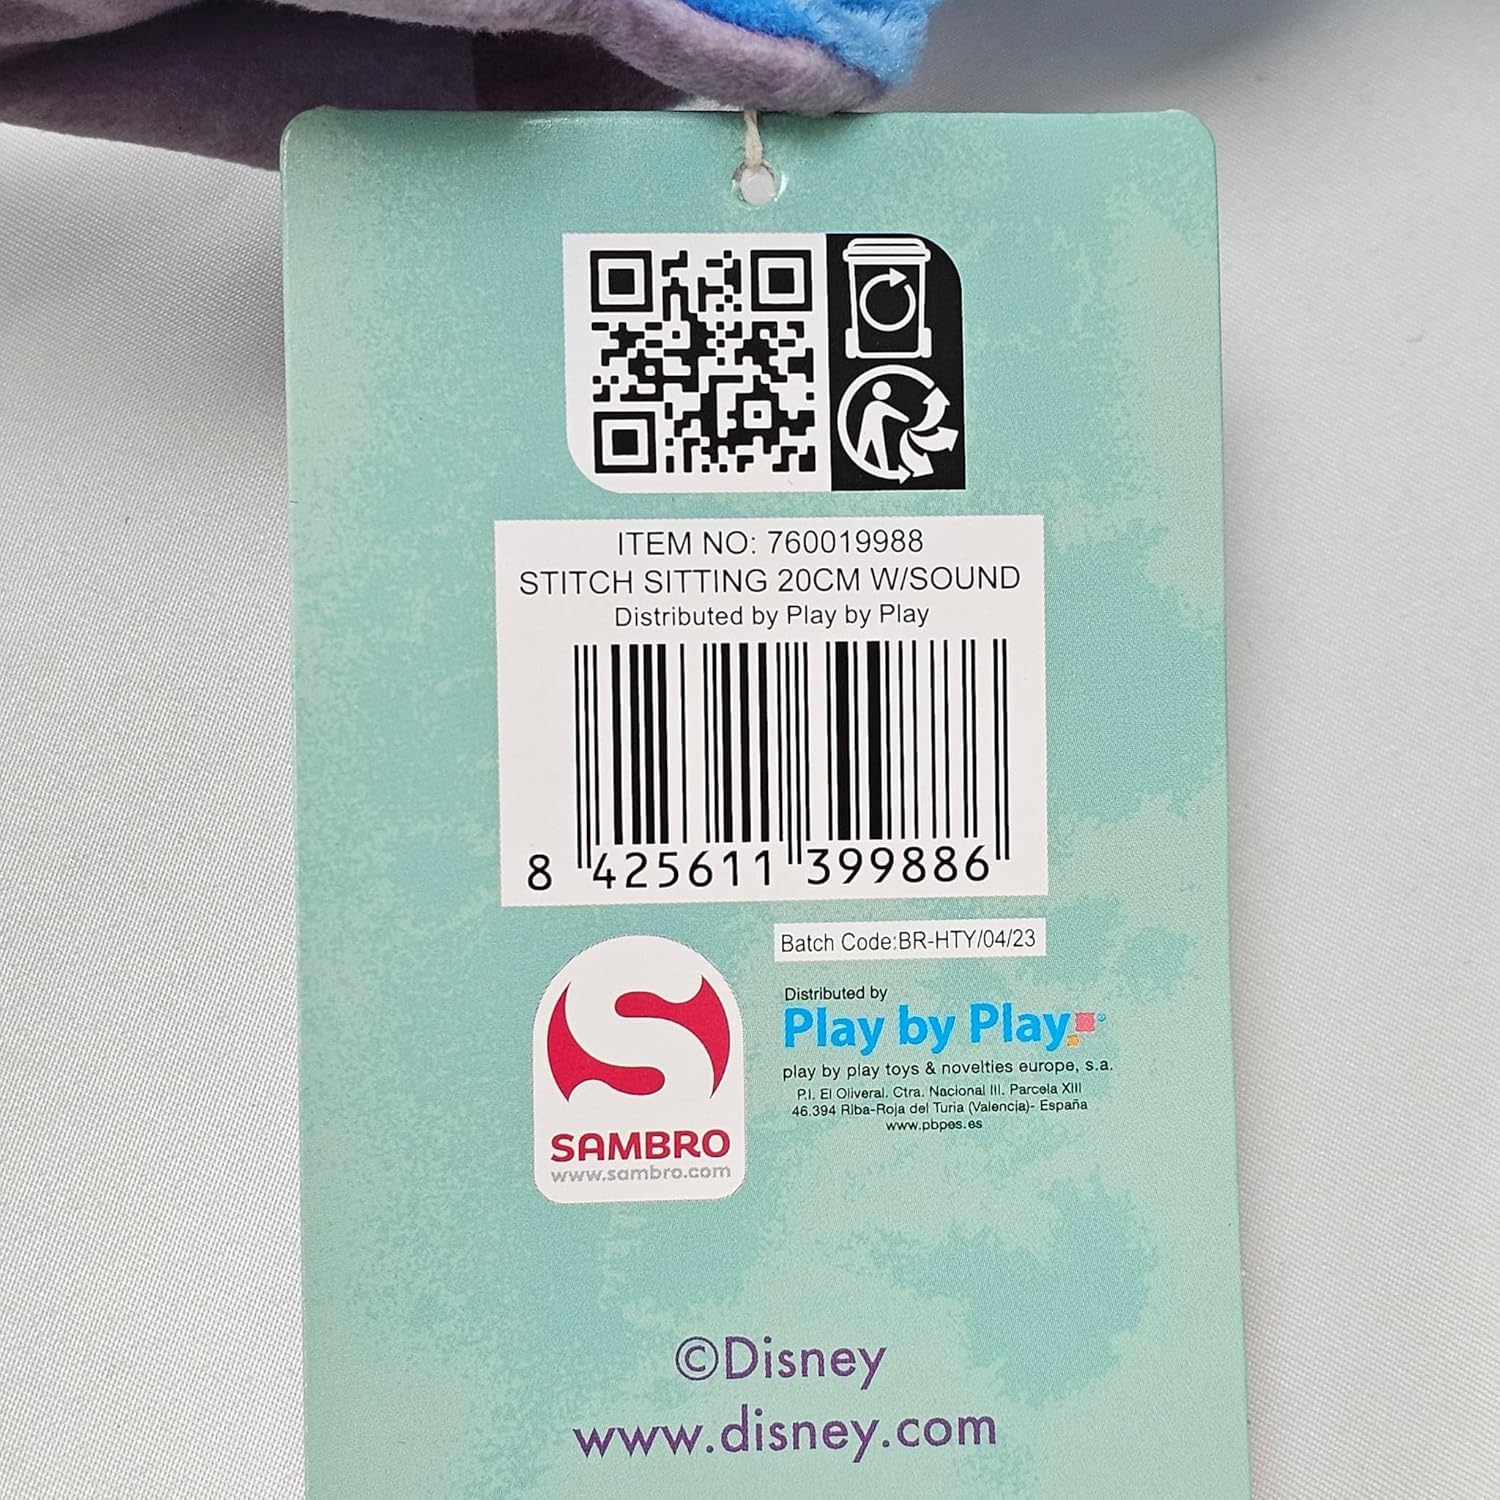 ITEM NO: 760019988
STITCH SITTING 20CM W/SOUND
Distributed by Play by Play
8 425611 399886
Batch Code:BR-HTY/04/23
SAMBRO
www.sambro.com
Distributed by
Play by Play®
play by play toys & novelties europe, s.a.
P.I. El Oliveral. Ctra. Nacional III. Parcela XIII
46.394 Riba-Roja del Turia (Valencia)- España
www.pbpes.es
©Disney
www.disney.com